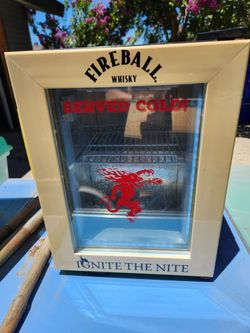 FIREBALL
WHISKY
SERVED COLD!
IGNITE THE NITE